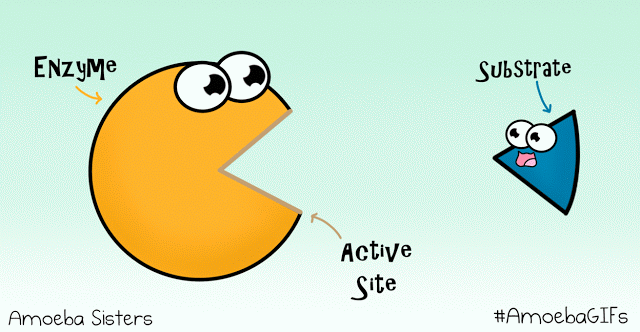 Enzyme
Substrate
Active
Site
Amoeba Sisters
#AmoebaGIFs